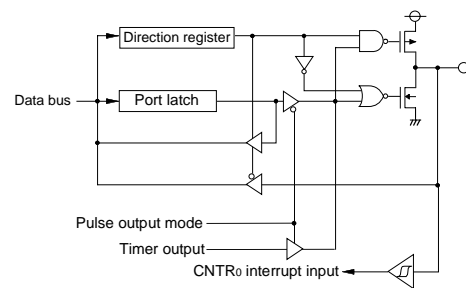 Direction register
Data bus
Port latch
Pulse output mode
Timer output
CNTR0 interrupt input